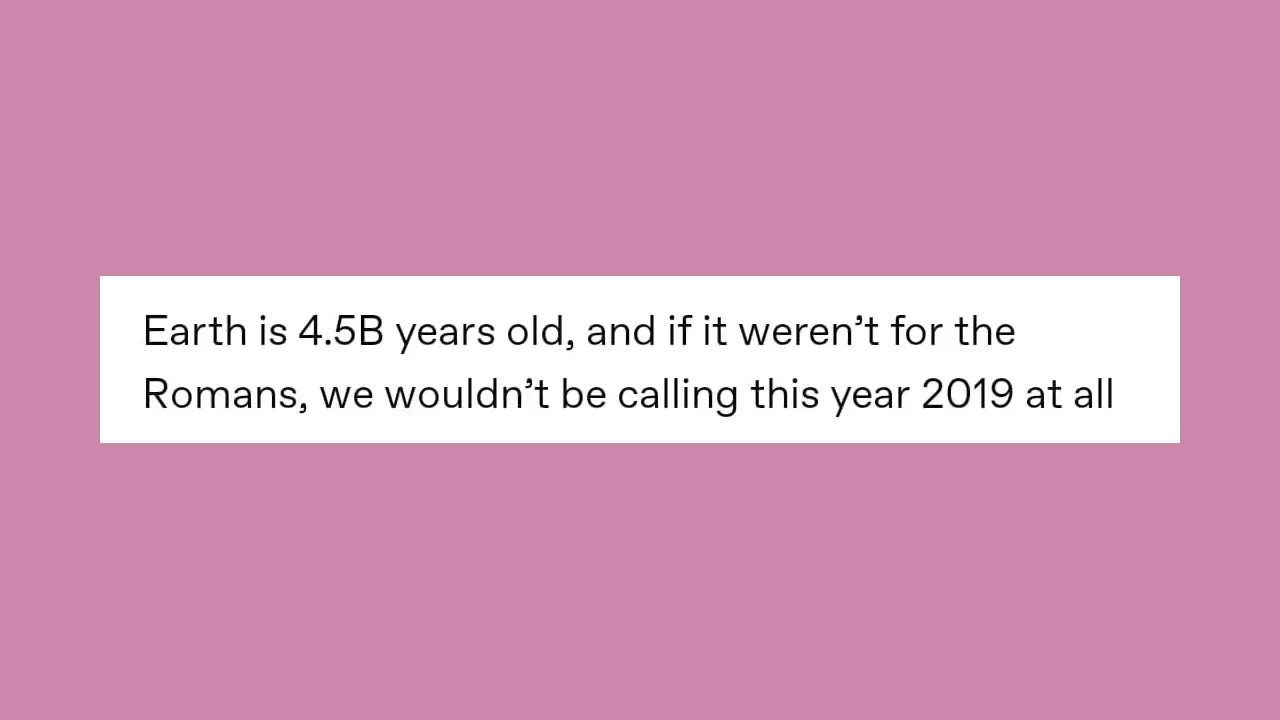 Earth is 4.5B years old, and if it weren’t for the
Romans, we wouldn’t be calling this year 2019 at all